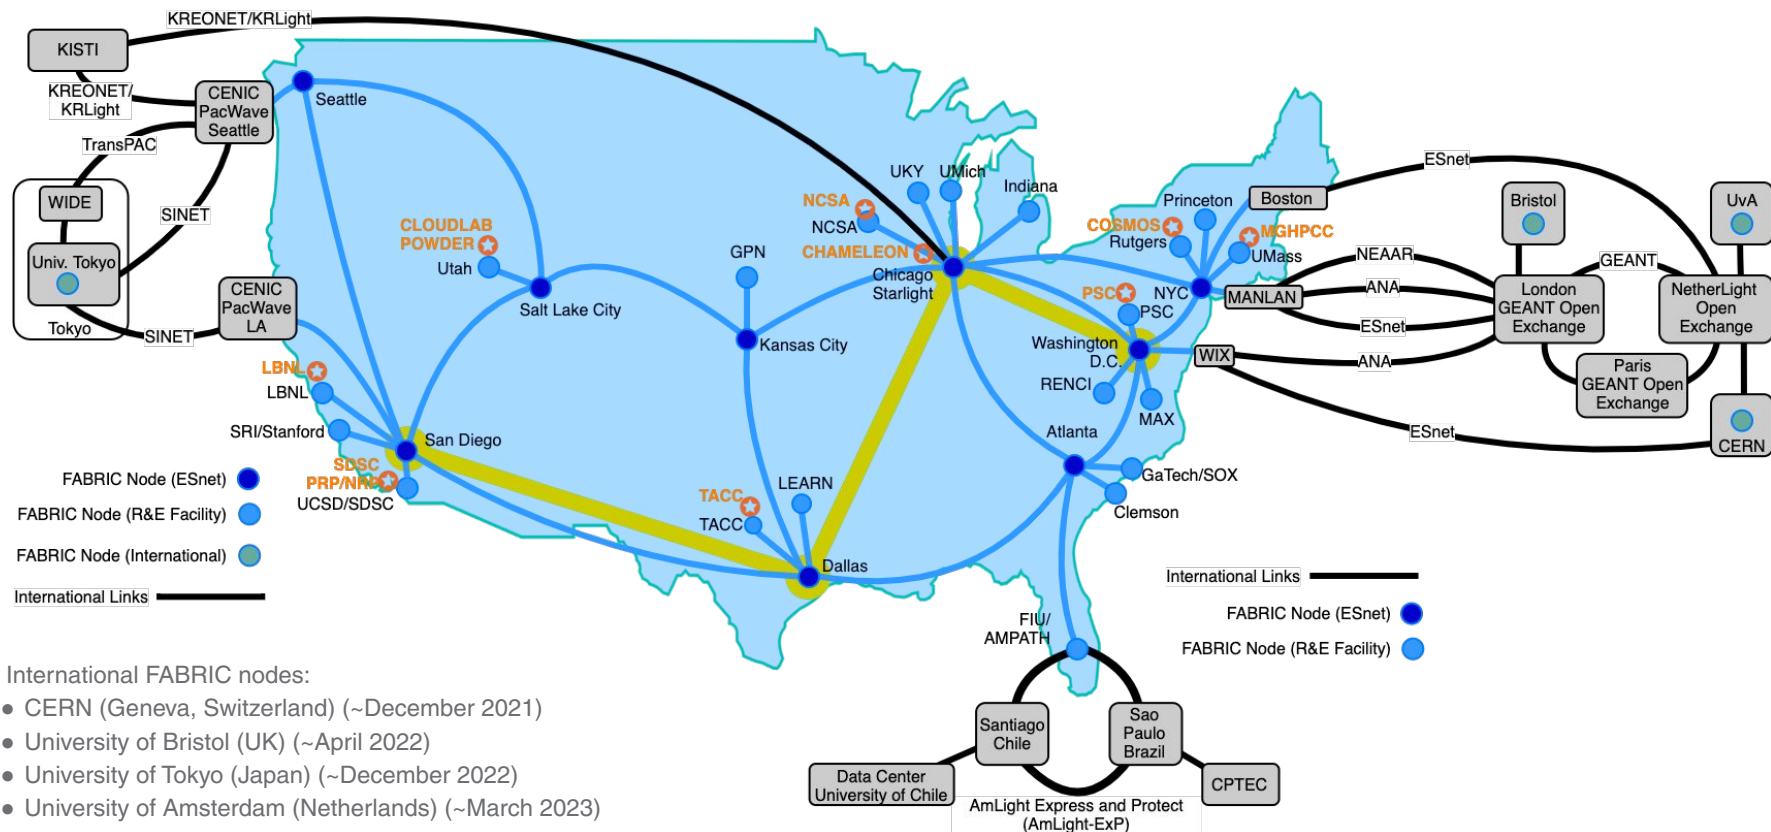 KREONET/KRLight
KISTI
KREONET/
KRLight
CENIC
PacWave
Seattle
Seattle
TransPAC
WIDE
SINET
Univ. Tokyo
Tokyo
SINET
CENIC
PacWave
LA
CLOUDLAB
POWDER
Utah
Salt Lake City
GPN
Kansas City
NCSA
NCSA
UKY
UMich
Indiana
CHAMELEON
Chicago
Starlight
COSMOS
Rutgers
Princeton
MGHPCC
UMass
Boston
ESnet
NYC
MANLAN
PSC
PSC
Washington
D.C.
WIX
RENCI
MAX
NEAAR
ANA
ESnet
ANA
ESnet
Bristol
UvA
GEANT
London
GEANT Open
Exchange
NetherLight
Open
Exchange
Paris
GEANT Open
Exchange
CERN
LBNL
LBNL
SRI/Stanford
San Diego
SDSC
PRP/NRP
UCSD/SDSC
TACC
TACC
LEARN
Dallas
Atlanta
GaTech/SOX
Clemson
FIU/
AMPATH
Santiago
Chile
Sao
Paulo
Brazil
Data Center
University of Chile
CPTEC
AmLight Express and Protect
(AmLight-ExP)
FABRIC Node (ESnet)
FABRIC Node (R&E Facility)
FABRIC Node (International)
International Links
International Links
FABRIC Node (ESnet)
FABRIC Node (R&E Facility)
International FABRIC nodes:
• CERN (Geneva, Switzerland) (~December 2021)
• University of Bristol (UK) (~April 2022)
• University of Tokyo (Japan) (~December 2022)
• University of Amsterdam (Netherlands) (~March 2023)